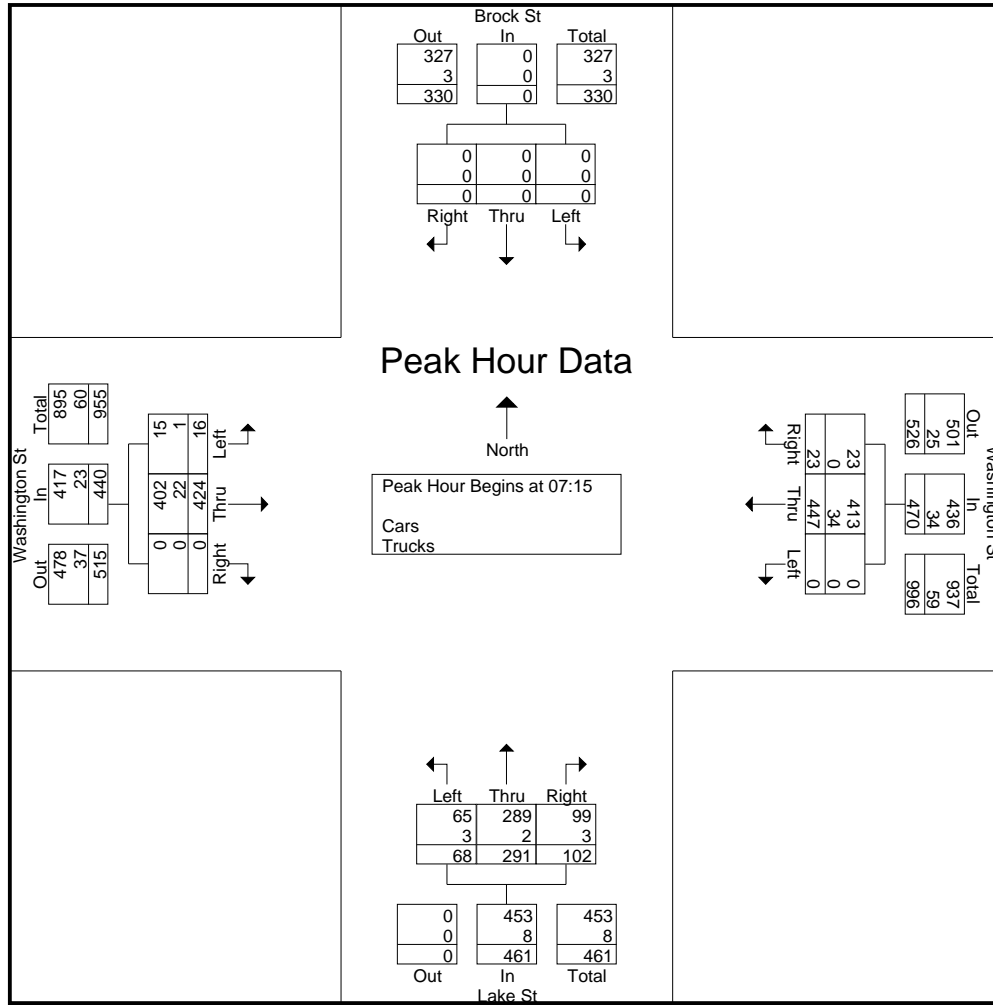 Brock St
Out In Total
327 0 327
3 0 3
330 0 330
0 0 0
0 0 0
0 0 0
Right Thru Left
Peak Hour Data
North
Peak Hour Begins at 07:15
Cars
Trucks
Washington St
Total In Out
895 417 478
60 23 37
955 440 515
15 402 0
1 22 0
16 424 0
Left Thru Right
Washington St
Out In Total
501 436 937
25 34 59
526 470 996
23 413 0
0 34 0
23 447 0
Right Thru Left
Left Thru Right
65 289 99
3 2 3
68 291 102
0 453 453
0 8 8
0 461 461
Out In Total
Lake St